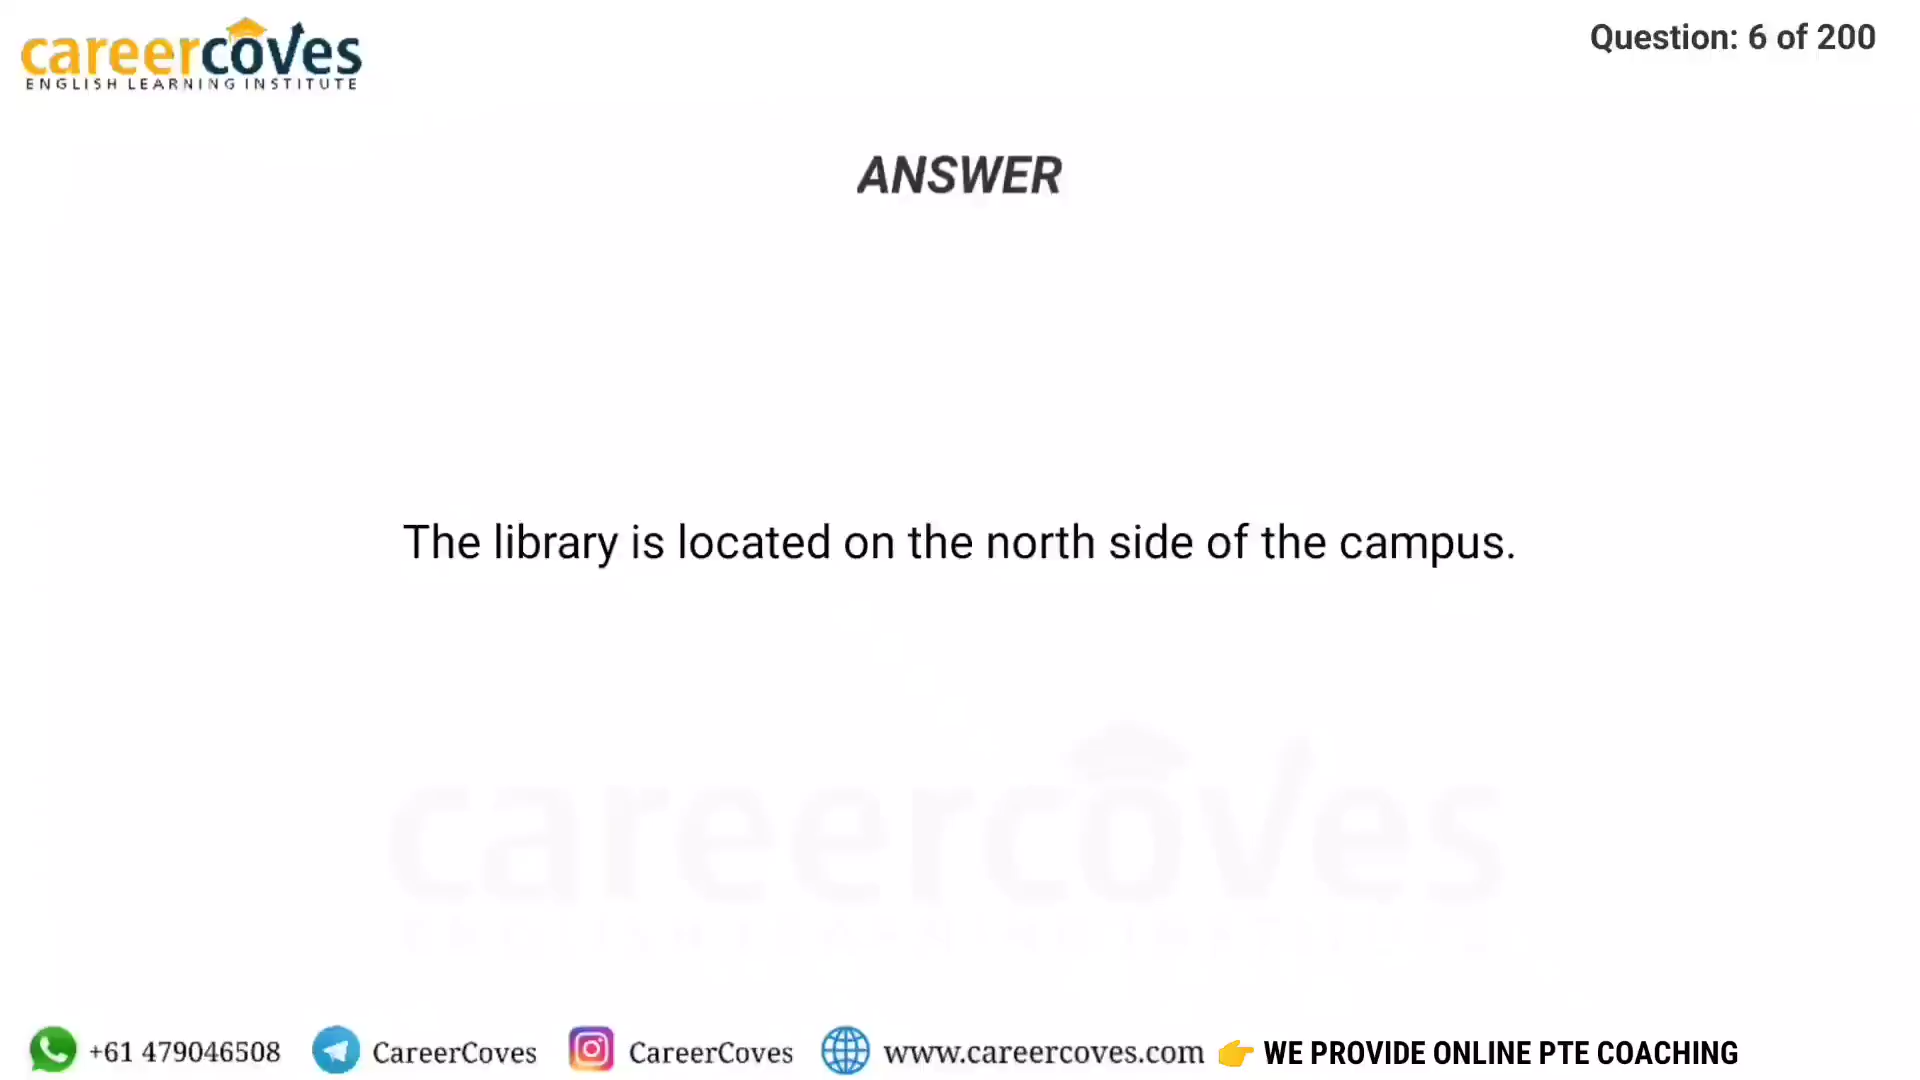 careercoves
ENGLISH LEARNING INSTITUTE
Question: 6 of 200
ANSWER
The library is located on the north side of the campus.
careercoves
+61 479046508
CareerCoves
CareerCoves
www.careercoves.com
WE PROVIDE ONLINE PTE COACHING